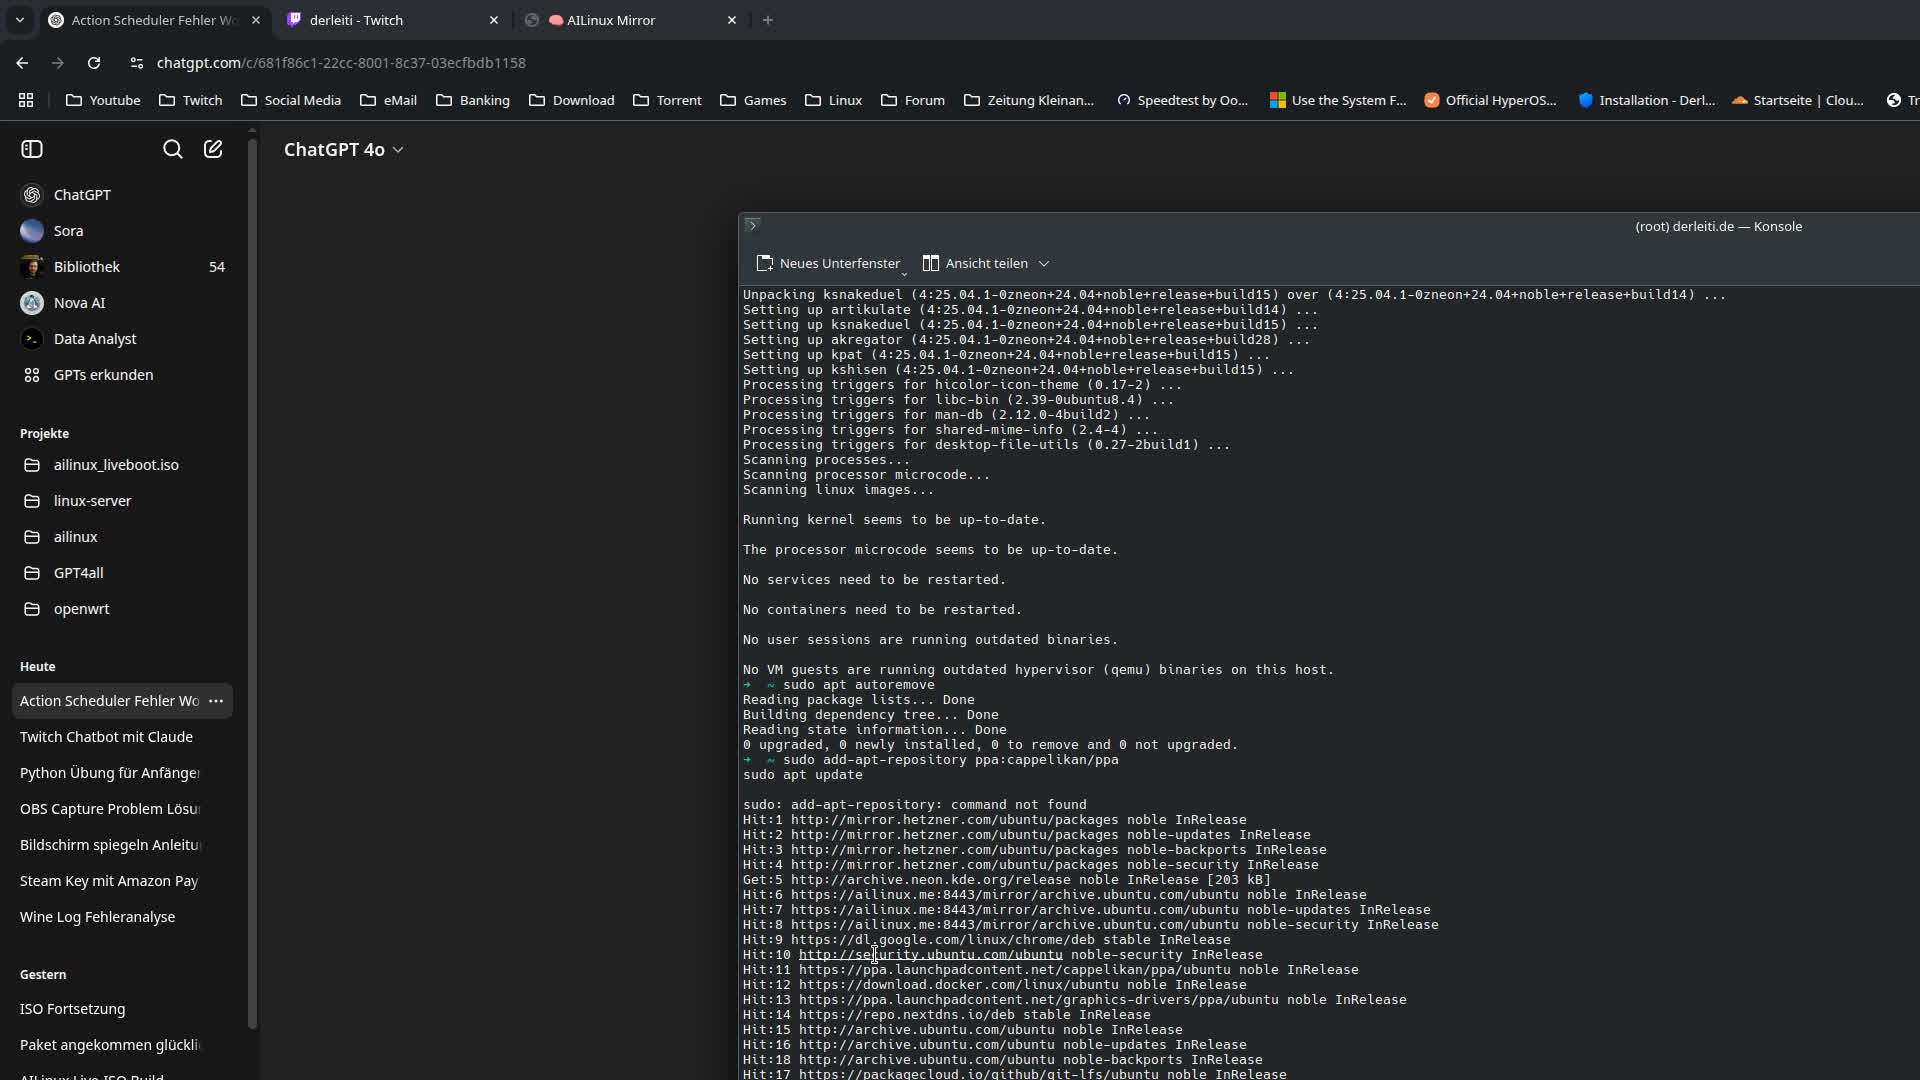 Action Scheduler Fehler Wo
derleiti - Twitch
AILinux Mirror
chatgpt.com/c/681f86c1-22cc-8001-8c37-03ecfbdb1158
Youtube
Twitch
Social Media
eMail
Banking
Download
Torrent
Games
Linux
Forum
Zeitung Kleinan...
Speedtest by Oo...
Use the System F...
Official HyperOS...
Installation - Derl...
Startseite | Clou...
Tr
ChatGPT 4o
ChatGPT
Sora
Bibliothek 54
Nova AI
Data Analyst
GPTs erkunden
Projekte
ailinux_liveboot.iso
linux-server
ailinux
GPT4all
openwrt
Heute
Action Scheduler Fehler Wo
Twitch Chatbot mit Claude
Python Übung für Anfänge
OBS Capture Problem Lösu
Bildschirm spiegeln Anleitu
Steam Key mit Amazon Pay
Wine Log Fehleranalyse
Gestern
ISO Fortsetzung
Paket angekommen glückli
AILinux Live ISO Build
(root) derleiti.de — Konsole
Neues Unterfenster
Ansicht teilen
Unpacking ksnakeduel (4:25.04.1-0zneon+24.04+noble+release+build15) over (4:25.04.1-0zneon+24.04+noble+release+build14) ...
Setting up artikulate (4:25.04.1-0zneon+24.04+noble+release+build14) ...
Setting up ksnakeduel (4:25.04.1-0zneon+24.04+noble+release+build15) ...
Setting up akregator (4:25.04.1-0zneon+24.04+noble+release+build28) ...
Setting up kpat (4:25.04.1-0zneon+24.04+noble+release+build15) ...
Setting up kshisen (4:25.04.1-0zneon+24.04+noble+release+build15) ...
Processing triggers for hicolor-icon-theme (0.17-2) ...
Processing triggers for libc-bin (2.39-0ubuntu8.4) ...
Processing triggers for man-db (2.12.0-4build2) ...
Processing triggers for shared-mime-info (2.4-4) ...
Processing triggers for desktop-file-utils (0.27-2build1) ...
Scanning processes...
Scanning processor microcode...
Scanning linux images...
Running kernel seems to be up-to-date.
The processor microcode seems to be up-to-date.
No services need to be restarted.
No containers need to be restarted.
No user sessions are running outdated binaries.
No VM guests are running outdated hypervisor (qemu) binaries on this host.
➜ ~ sudo apt autoremove
Reading package lists... Done
Building dependency tree... Done
Reading state information... Done
0 upgraded, 0 newly installed, 0 to remove and 0 not upgraded.
➜ ~ sudo add-apt-repository ppa:cappelikan/ppa
sudo apt update
sudo: add-apt-repository: command not found
Hit:1 http://mirror.hetzner.com/ubuntu/packages noble InRelease
Hit:2 http://mirror.hetzner.com/ubuntu/packages noble-updates InRelease
Hit:3 http://mirror.hetzner.com/ubuntu/packages noble-backports InRelease
Hit:4 http://mirror.hetzner.com/ubuntu/packages noble-security InRelease
Get:5 http://archive.neon.kde.org/release noble InRelease [203 kB]
Hit:6 https://ailinux.me:8443/mirror/archive.ubuntu.com/ubuntu noble InRelease
Hit:7 https://ailinux.me:8443/mirror/archive.ubuntu.com/ubuntu noble-updates InRelease
Hit:8 https://ailinux.me:8443/mirror/archive.ubuntu.com/ubuntu noble-security InRelease
Hit:9 https://dl.google.com/linux/chrome/deb stable InRelease
Hit:10 http://security.ubuntu.com/ubuntu noble-security InRelease
Hit:11 https://ppa.launchpadcontent.net/cappelikan/ppa/ubuntu noble InRelease
Hit:12 https://download.docker.com/linux/ubuntu noble InRelease
Hit:13 https://ppa.launchpadcontent.net/graphics-drivers/ppa/ubuntu noble InRelease
Hit:14 https://repo.nextdns.io/deb stable InRelease
Hit:15 http://archive.ubuntu.com/ubuntu noble InRelease
Hit:16 http://archive.ubuntu.com/ubuntu noble-updates InRelease
Hit:18 http://archive.ubuntu.com/ubuntu noble-backports InRelease
Hit:17 https://packagecloud.io/github/git-lfs/ubuntu noble InRelease